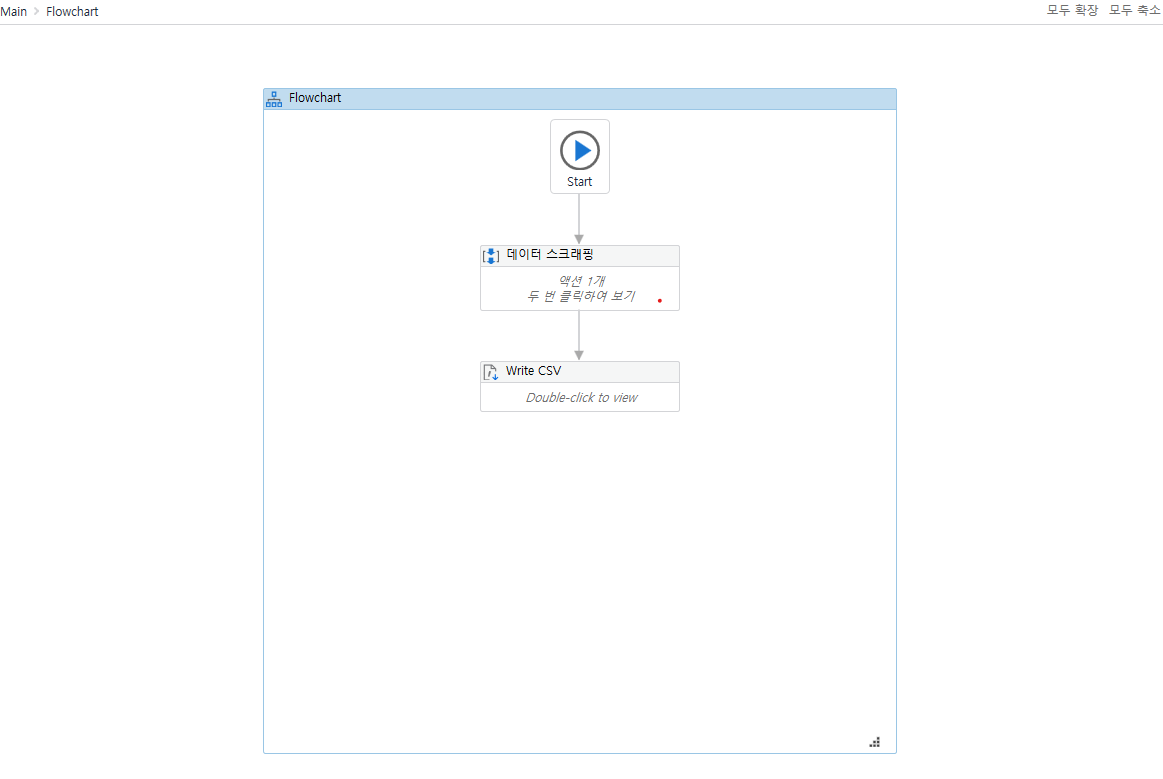 Main > Flowchart
모두 확장 모두 축소
Flowchart
Start
데이터 스크래핑
액션 1개
두 번 클릭하여 보기
Write CSV
Double-click to view